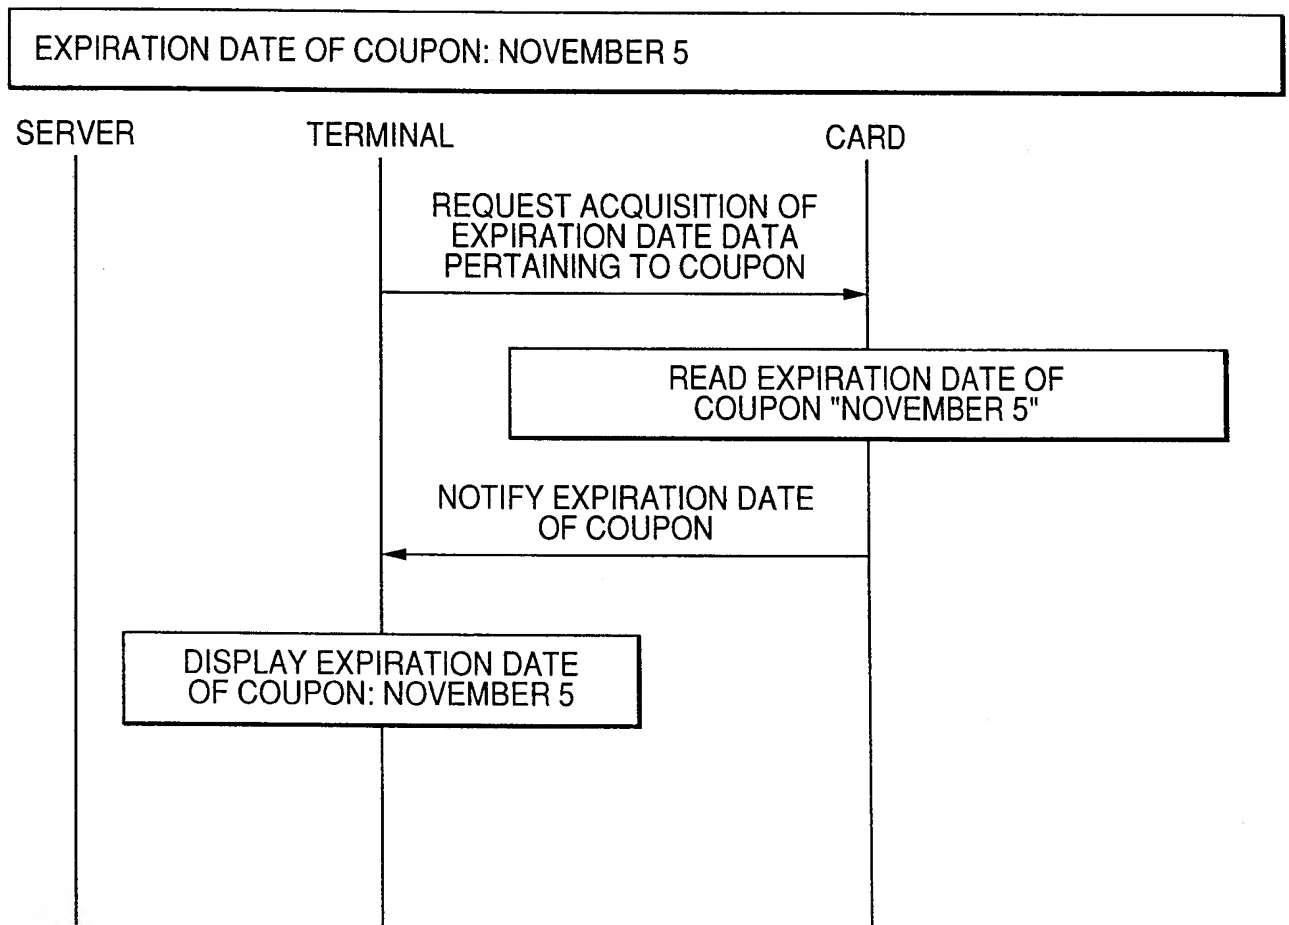 EXPIRATION DATE OF COUPON: NOVEMBER 5
SERVER
TERMINAL
CARD
REQUEST ACQUISITION OF
EXPIRATION DATE DATA
PERTAINING TO COUPON
READ EXPIRATION DATE OF
COUPON "NOVEMBER 5"
NOTIFY EXPIRATION DATE
OF COUPON
DISPLAY EXPIRATION DATE
OF COUPON: NOVEMBER 5